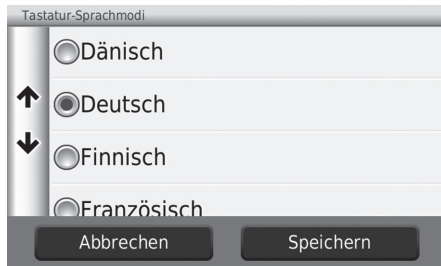 Tastatur-Sprachmodi
Dänisch
Deutsch
Finnisch
Französisch
Abbrechen
Speichern